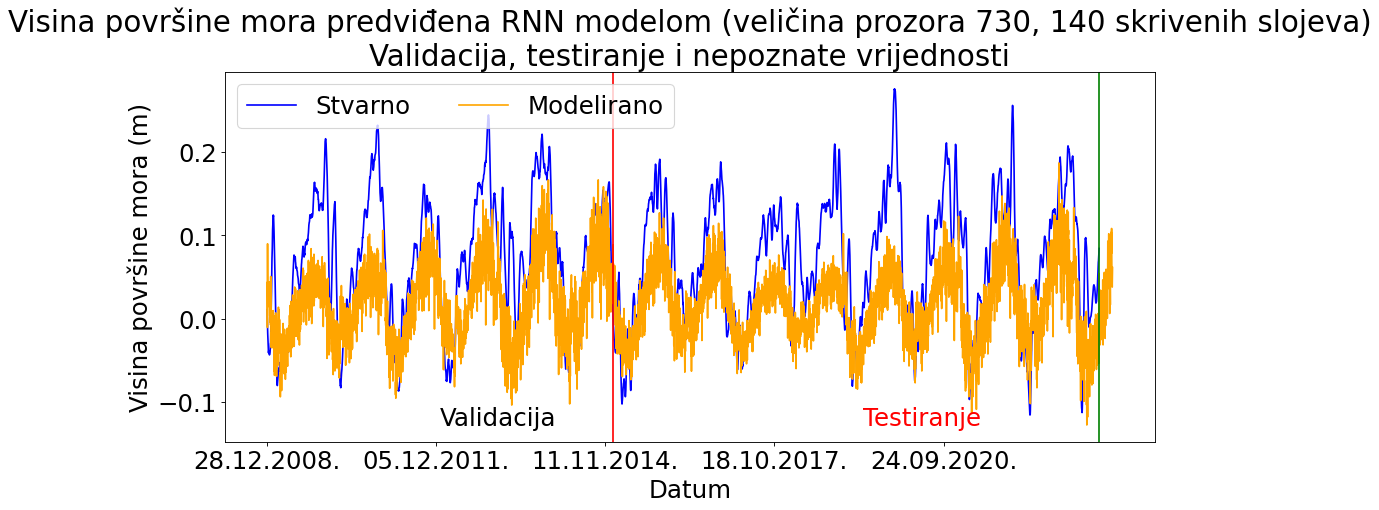 Visina površine mora predviđena RNN modelom (veličina prozora 730, 140 skrivenih slojeva)
Validacija, testiranje i nepoznate vrijednosti
Stvarno
Modelirano
Visina površine mora (m)
0.2
0.1
0.0
−0.1
Validacija
Testiranje
28.12.2008.
05.12.2011.
11.11.2014.
18.10.2017.
24.09.2020.
Datum